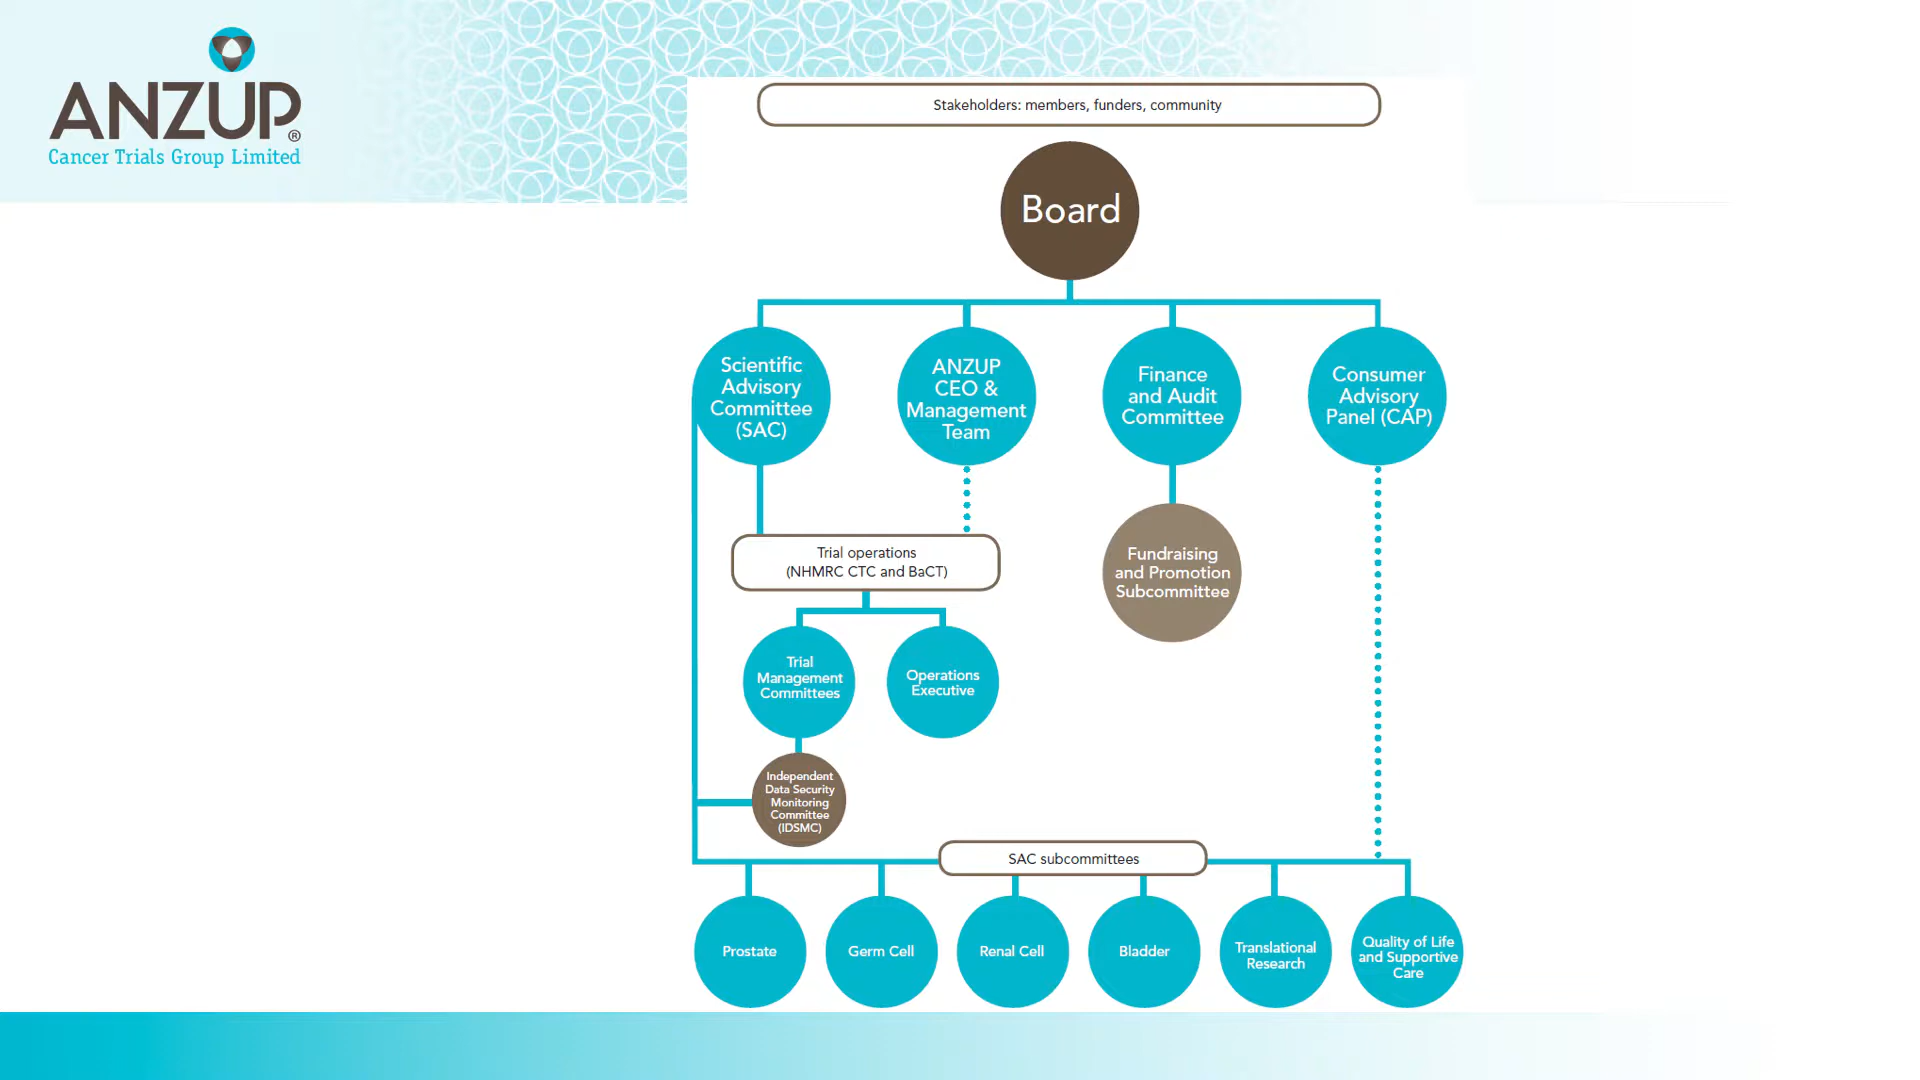 ANZUP®
Cancer Trials Group Limited
Stakeholders: members, funders, community
Board
Scientific
Advisory
Committee
(SAC)
ANZUP
CEO &
Management
Team
Finance
and Audit
Committee
Consumer
Advisory
Panel (CAP)
Trial operations
(NHMRC CTC and BaCT)
Fundraising
and Promotion
Subcommittee
Trial
Management
Committees
Operations
Executive
Independent
Data Security
Monitoring
Committee
(IDSMC)
SAC subcommittees
Prostate
Germ Cell
Renal Cell
Bladder
Translational
Research
Quality of Life
and Supportive
Care